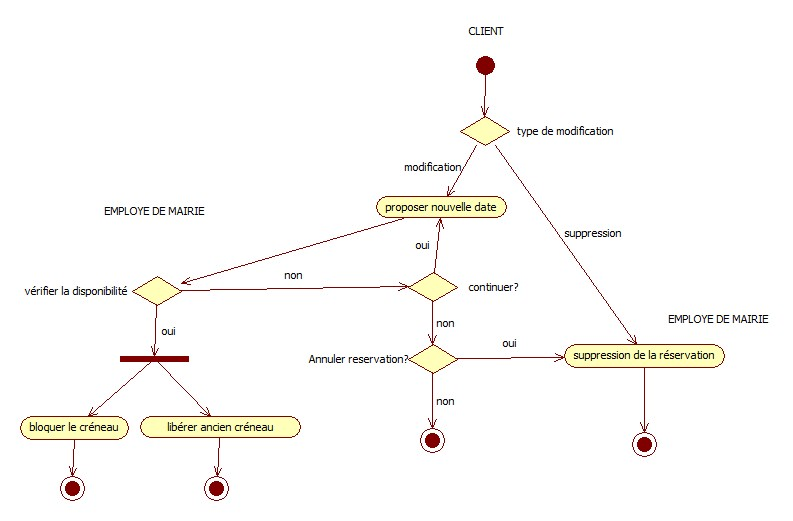 CLIENT
type de modification
modification
proposer nouvelle date
EMPLOYE DE MAIRIE
suppression
oui
non
vérifier la disponibilité
continuer?
EMPLOYE DE MAIRIE
non
oui
oui
Annuler reservation?
suppression de la réservation
non
bloquer le créneau
libérer ancien créneau